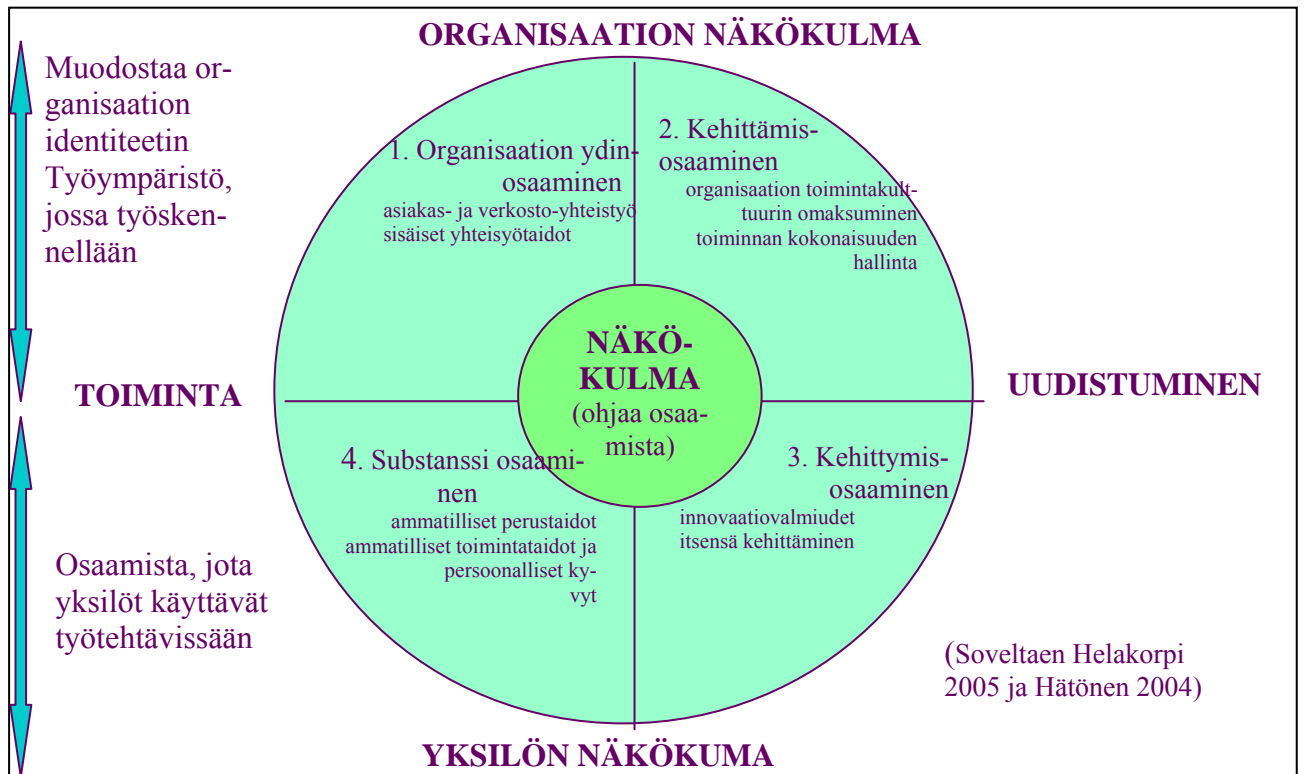 ORGANISAATION NÄKÖKULMA
Muodostaa or-
ganisaation
identiteetin
Työympäristö,
jossa työsken-
nellään
1. Organisaation ydin-
osaaminen
asiakas- ja verkosto-yhteistyö
sisäiset yhteisyötaidot
2. Kehittämis-
osaaminen
organisaation toimintakult-
tuurin omaksuminen
toiminnan kokonaisuuden
hallinta
NÄKÖ-
KULMA
(ohjaa osaa-
mista)
TOIMINTA
UUDISTUMINEN
4. Substanssi osaami-
nen
ammatilliset perustaidot
ammatilliset toimintataidot ja
persoonalliset ky-
vyt
3. Kehittymis-
osaaminen
innovaatiovalmiudet
itsensä kehittäminen
Osaamista, jota
yksilöt käyttävät
työtehtävissään
(Soveltaen Helakorpi
2005 ja Hätönen 2004)
YKSILÖN NÄKÖKUMA